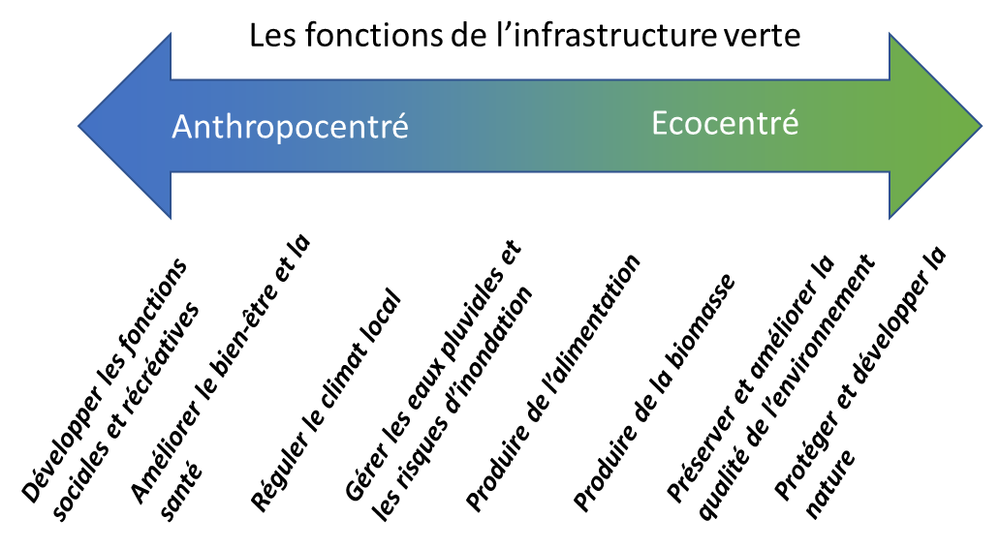 Les fonctions de l’infrastructure verte
Anthropocentré
Ecocentré
Développer les fonctions
sociales et récréatives
Améliorer le bien-être et la
santé
Réguler le climat local
Gérer les eaux pluviales et
les risques d’inondation
Produire de l’alimentation
Produire de la biomasse
Préserver et améliorer la
qualité de l’environnement
Protéger et développer la
nature